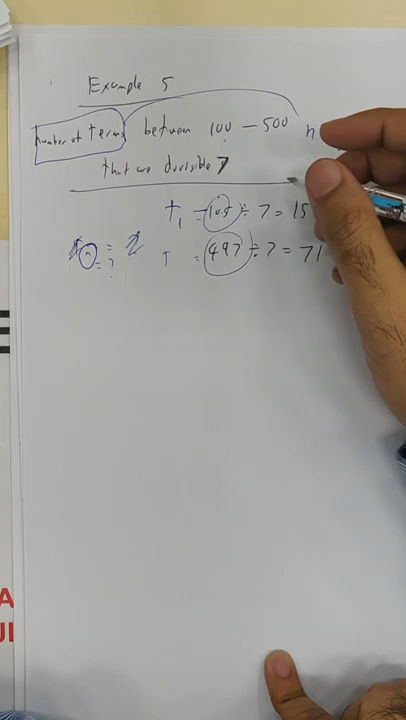 Example 5
number of terms between 100 - 500 n
that are divisible 7
T1 = 105 ÷ 7 = 15
n = ? T = 497 ÷ 7 = 71